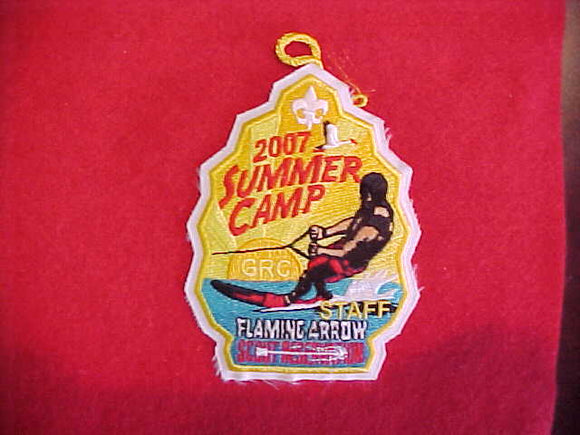 2007
SUMMER
CAMP
GRC
STAFF
FLAMING ARROW
SCOUT RESERVATION